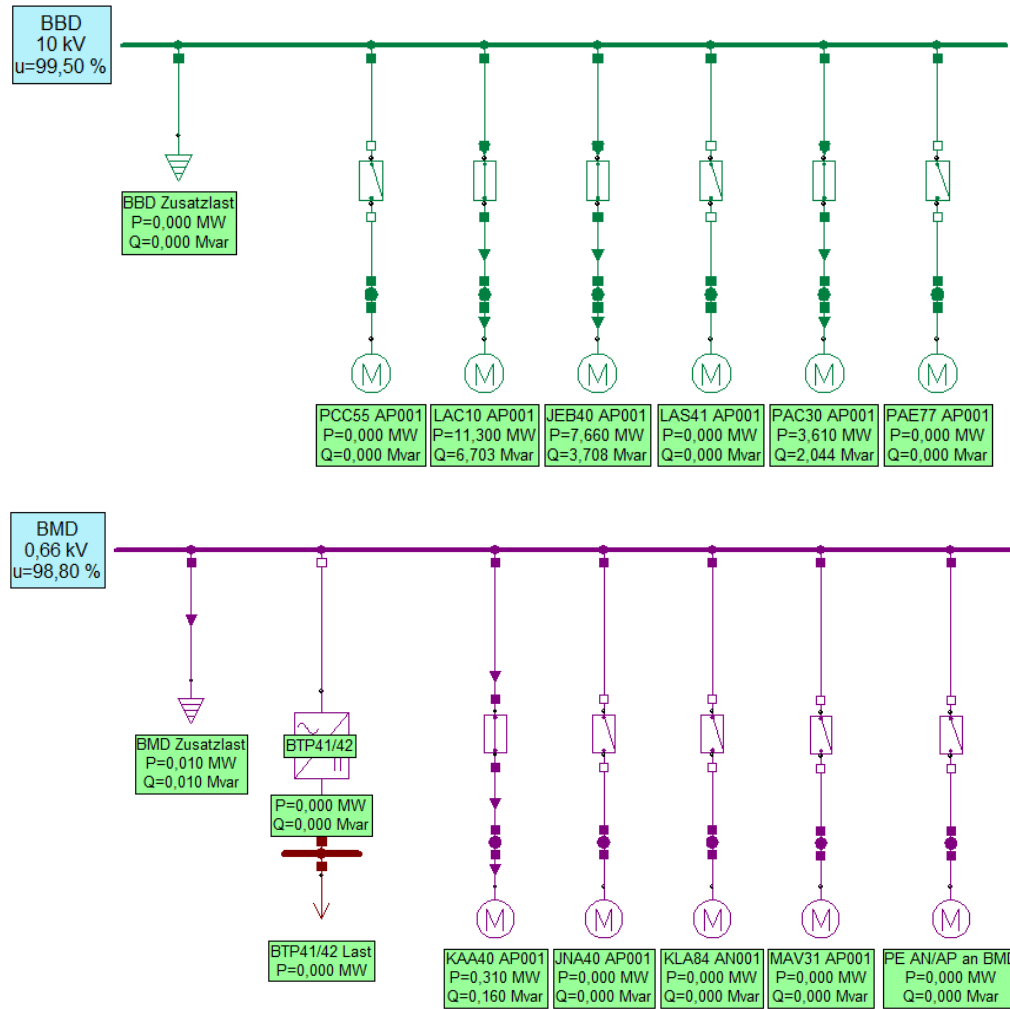 BBD
10 kV
u=99,50 %
BBD Zusatzlast
P=0,000 MW
Q=0,000 Mvar
M
M
M
M
M
M
PCC55 AP001
P=0,000 MW
Q=0,000 Mvar
LAC10 AP001
P=11,300 MW
Q=6,703 Mvar
JEB40 AP001
P=7,660 MW
Q=3,708 Mvar
LAS41 AP001
P=0,000 MW
Q=0,000 Mvar
PAC30 AP001
P=3,610 MW
Q=2,044 Mvar
PAE77 AP001
P=0,000 MW
Q=0,000 Mvar
BMD
0,66 kV
u=98,80 %
BMD Zusatzlast
P=0,010 MW
Q=0,010 Mvar
BTP41/42
P=0,000 MW
Q=0,000 Mvar
BTP41/42 Last
P=0,000 MW
M
M
M
M
M
KAA40 AP001
P=0,310 MW
Q=0,160 Mvar
JNA40 AP001
P=0,000 MW
Q=0,000 Mvar
KLA84 AN001
P=0,000 MW
Q=0,000 Mvar
MAV31 AP001
P=0,000 MW
Q=0,000 Mvar
PE AN/AP an BMD
P=0,000 MW
Q=0,000 Mvar